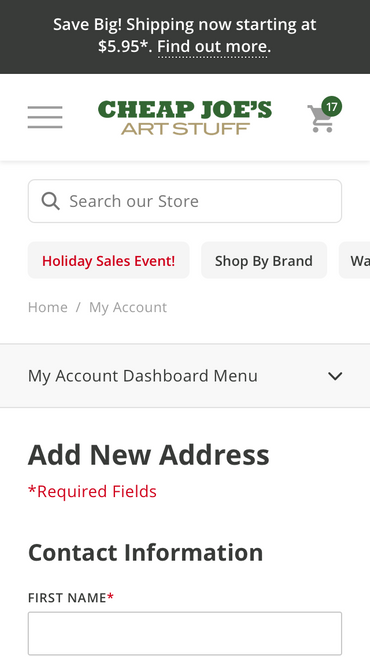 Save Big! Shipping now starting at
$5.95*. Find out more.
17
CHEAP JOE'S
ART STUFF
Search our Store
Holiday Sales Event! Shop By Brand Wa
Home / My Account
My Account Dashboard Menu
Add New Address
*Required Fields
Contact Information
FIRST NAME*